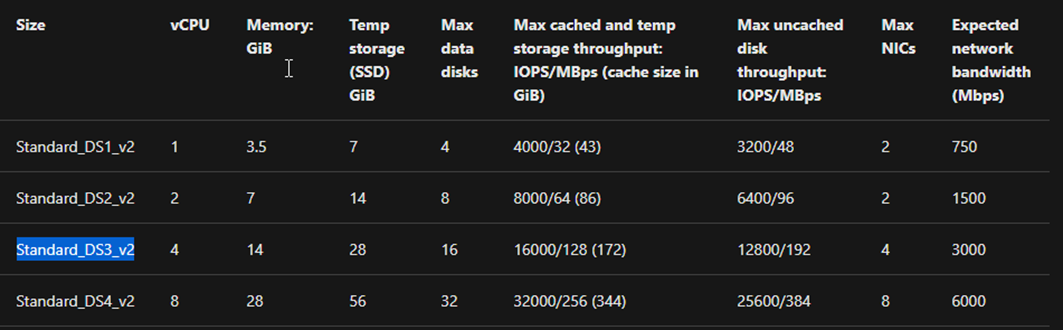 Size vCPU Memory: GiB Temp storage (SSD) GiB Max data disks Max cached and temp storage throughput: IOPS/MBps (cache size in GiB) Max uncached disk throughput: IOPS/MBps Max NICs Expected network bandwidth (Mbps)
Standard_DS1_v2 1 3.5 7 4 4000/32 (43) 3200/48 2 750
Standard_DS2_v2 2 7 14 8 8000/64 (86) 6400/96 2 1500
Standard_DS3_v2 4 14 28 16 16000/128 (172) 12800/192 4 3000
Standard_DS4_v2 8 28 56 32 32000/256 (344) 25600/384 8 6000